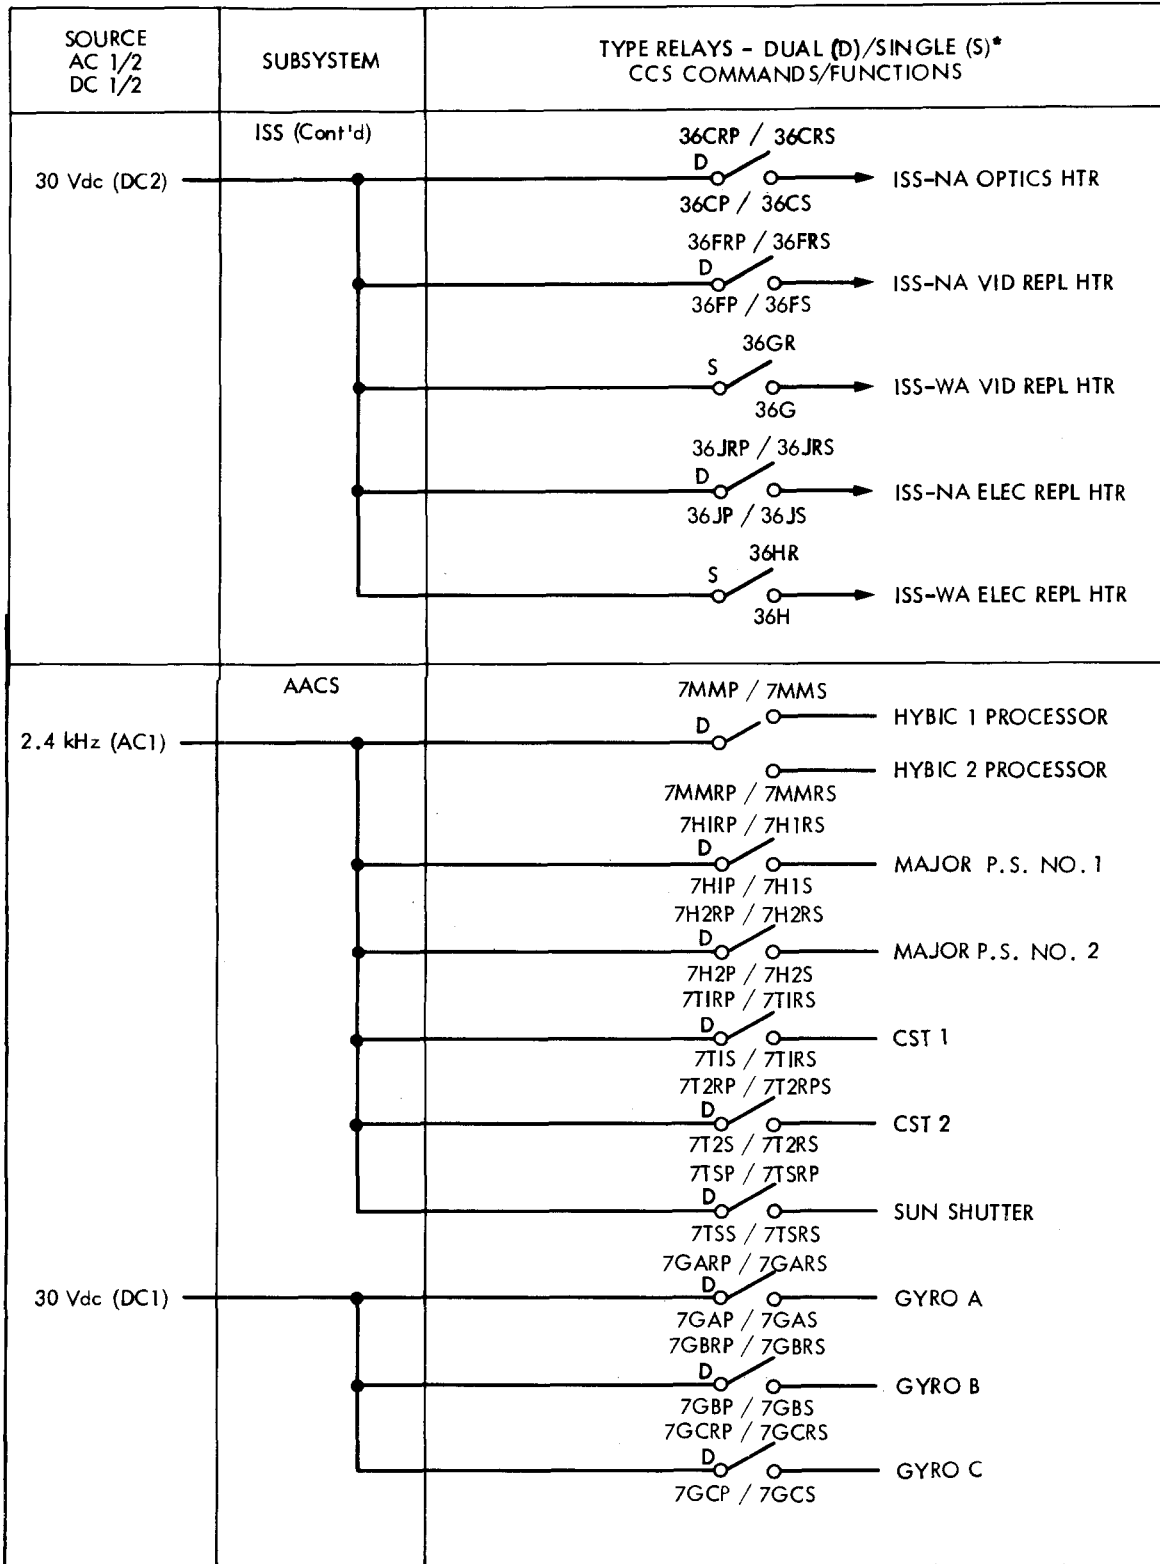 SOURCE
AC 1/2
DC 1/2
SUBSYSTEM
TYPE RELAYS - DUAL (D)/SINGLE (S)*
CCS COMMANDS/FUNCTIONS
ISS (Cont'd)
30 Vdc (DC2)
36CRP / 36CRS
D
ISS-NA OPTICS HTR
36CP / 36CS
36FRP / 36FRS
D
ISS-NA VID REPL HTR
36FP / 36FS
36GR
S
ISS-WA VID REPL HTR
36G
36JRP / 36JRS
D
ISS-NA ELEC REPL HTR
36JP / 36JS
36HR
S
ISS-WA ELEC REPL HTR
36H
AACS
2.4 kHz (AC1)
7MMP / 7MMS
D
HYBIC 1 PROCESSOR
HYBIC 2 PROCESSOR
7MMRP / 7MMRS
7HIRP / 7H1RS
D
MAJOR P.S. NO. 1
7HIP / 7H1S
7H2RP / 7H2RS
D
MAJOR P.S. NO. 2
7H2P / 7H2S
7TIRP / 7TIRS
D
CST 1
7TIS / 7TIRS
7T2RP / 7T2RPS
D
CST 2
7T2S / 7T2RS
7TSP / 7TSRP
D
SUN SHUTTER
7TSS / 7TSRS
30 Vdc (DC1)
7GARP / 7GARS
D
GYRO A
7GAP / 7GAS
7GBRP / 7GBRS
D
GYRO B
7GBP / 7GBS
7GCRP / 7GCRS
D
GYRO C
7GCP / 7GCS